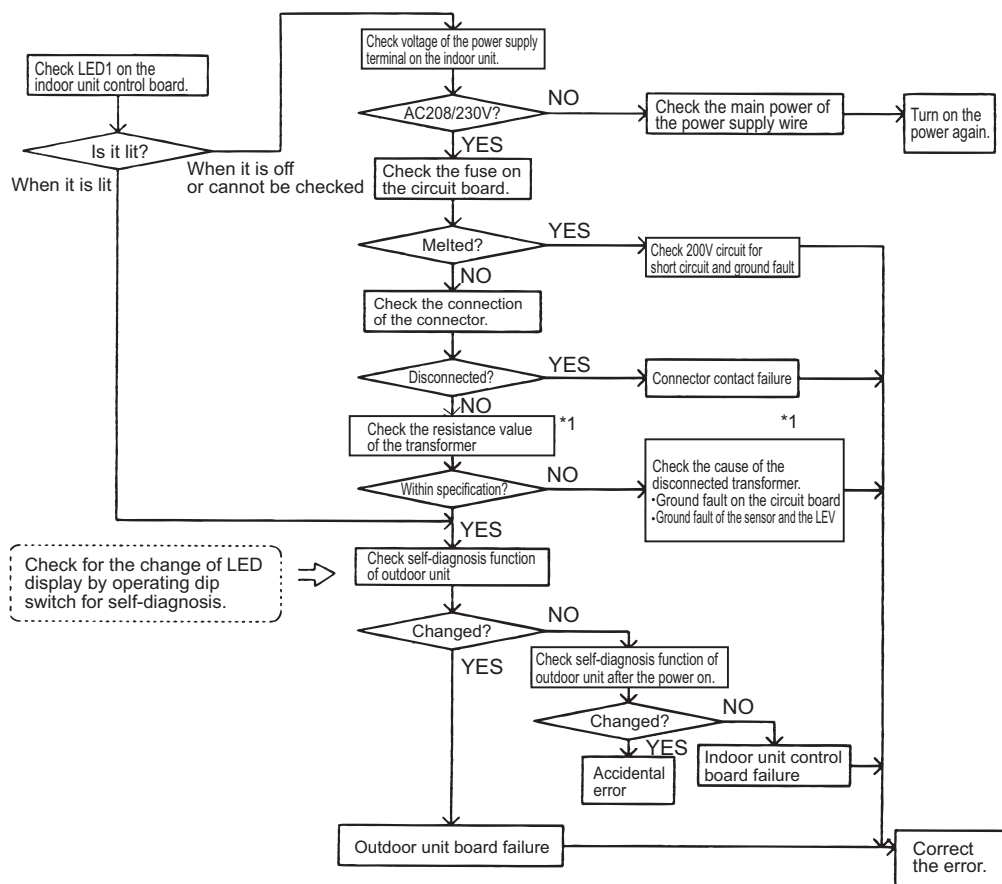 Check LED1 on the
indoor unit control board.
Is it lit?
When it is lit
When it is off
or cannot be checked
Check voltage of the power supply
terminal on the indoor unit.
AC208/230V?
NO
Check the main power of
the power supply wire
Turn on the
power again.
YES
Check the fuse on
the circuit board.
Melted?
YES
Check 200V circuit for
short circuit and ground fault
NO
Check the connection
of the connector.
Disconnected?
YES
Connector contact failure
NO
Check the resistance value
of the transformer
*1
*1
Within specification?
NO
Check the cause of the
disconnected transformer.
•Ground fault on the circuit board
•Ground fault of the sensor and the LEV
YES
Check for the change of LED
display by operating dip
switch for self-diagnosis.
Check self-diagnosis function
of outdoor unit
Changed?
NO
YES
Check self-diagnosis function of
outdoor unit after the power on.
Changed?
NO
YES
Accidental
error
Indoor unit control
board failure
Outdoor unit board failure
Correct
the error.